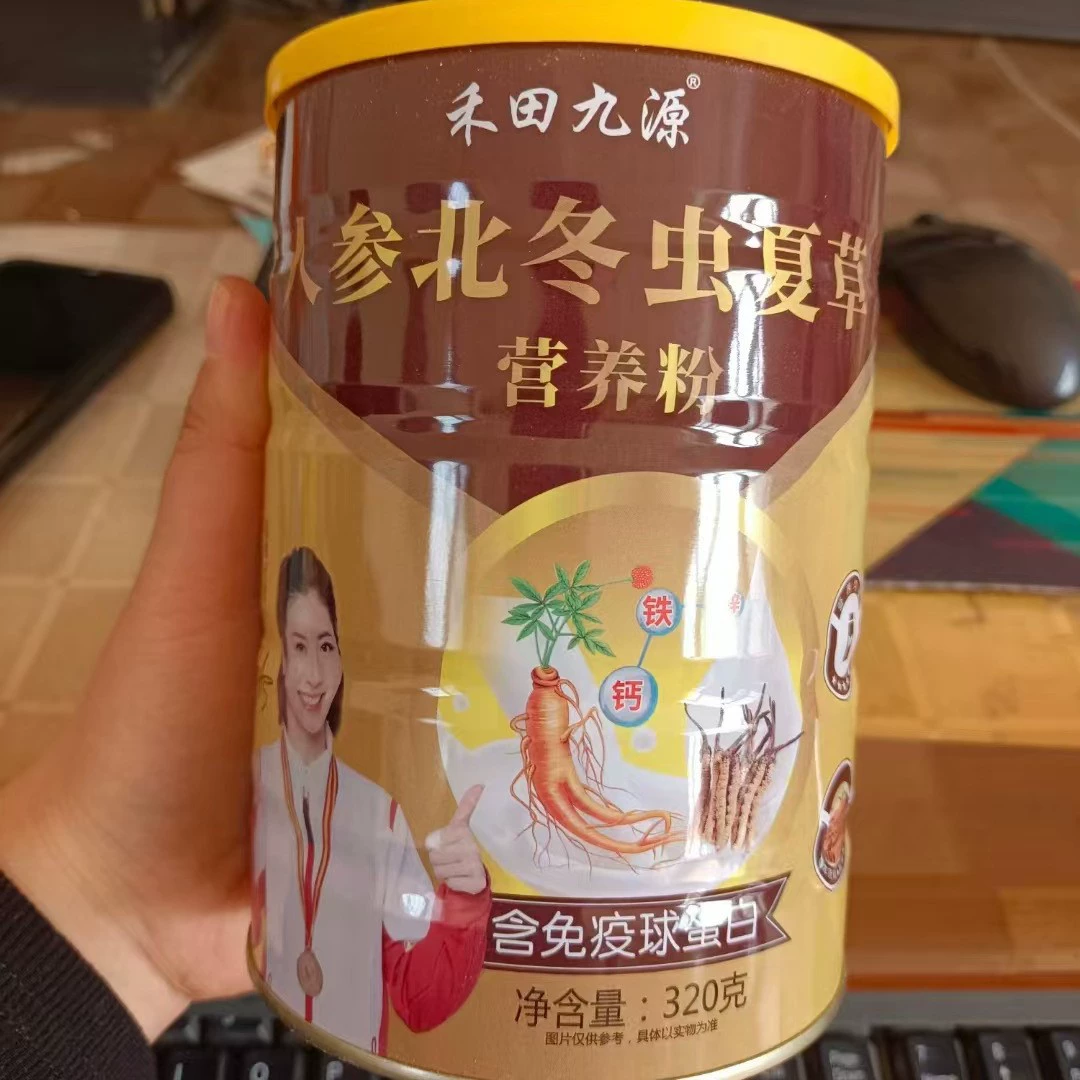 禾田九源®
人参北冬虫夏草
营养粉
铁
钙
含免疫球蛋白
净含量：320克
图片仅供参考，具体以实物为准